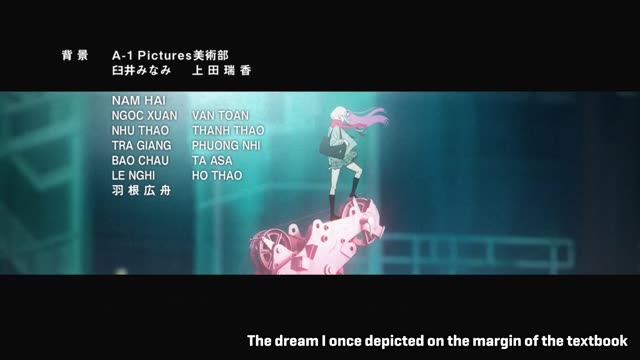 背景 A-1 Pictures美術部
臼井みなみ 上田瑞香
NAM HAI
NGOC XUAN VAN TOAN
NHU THAO THANH THAO
TRA GIANG PHUONG NHI
BAO CHAU TA ASA
LE NGHI HO THAO
羽根広舟
The dream I once depicted on the margin of the textbook